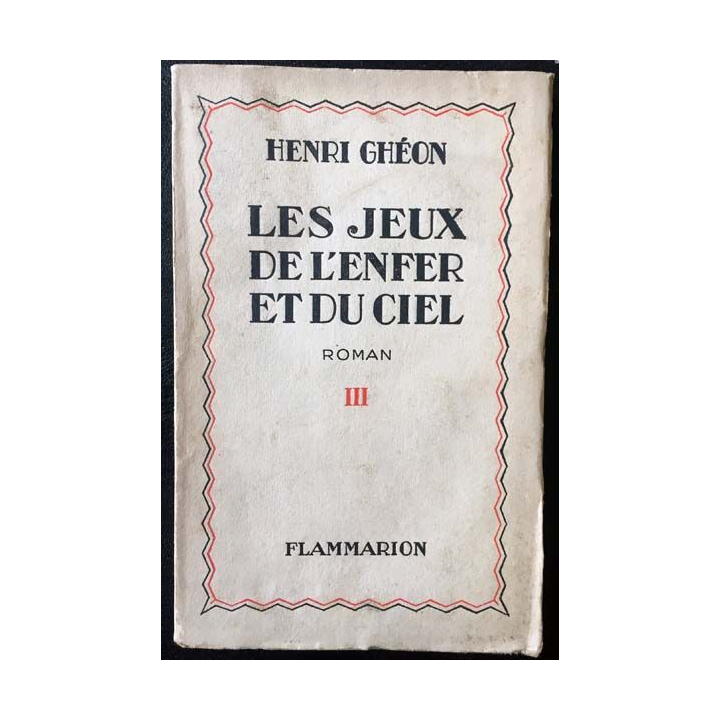 HENRI GHÉON
LES JEUX
DE L'ENFER
ET DU CIEL
ROMAN
III
FLAMMARION